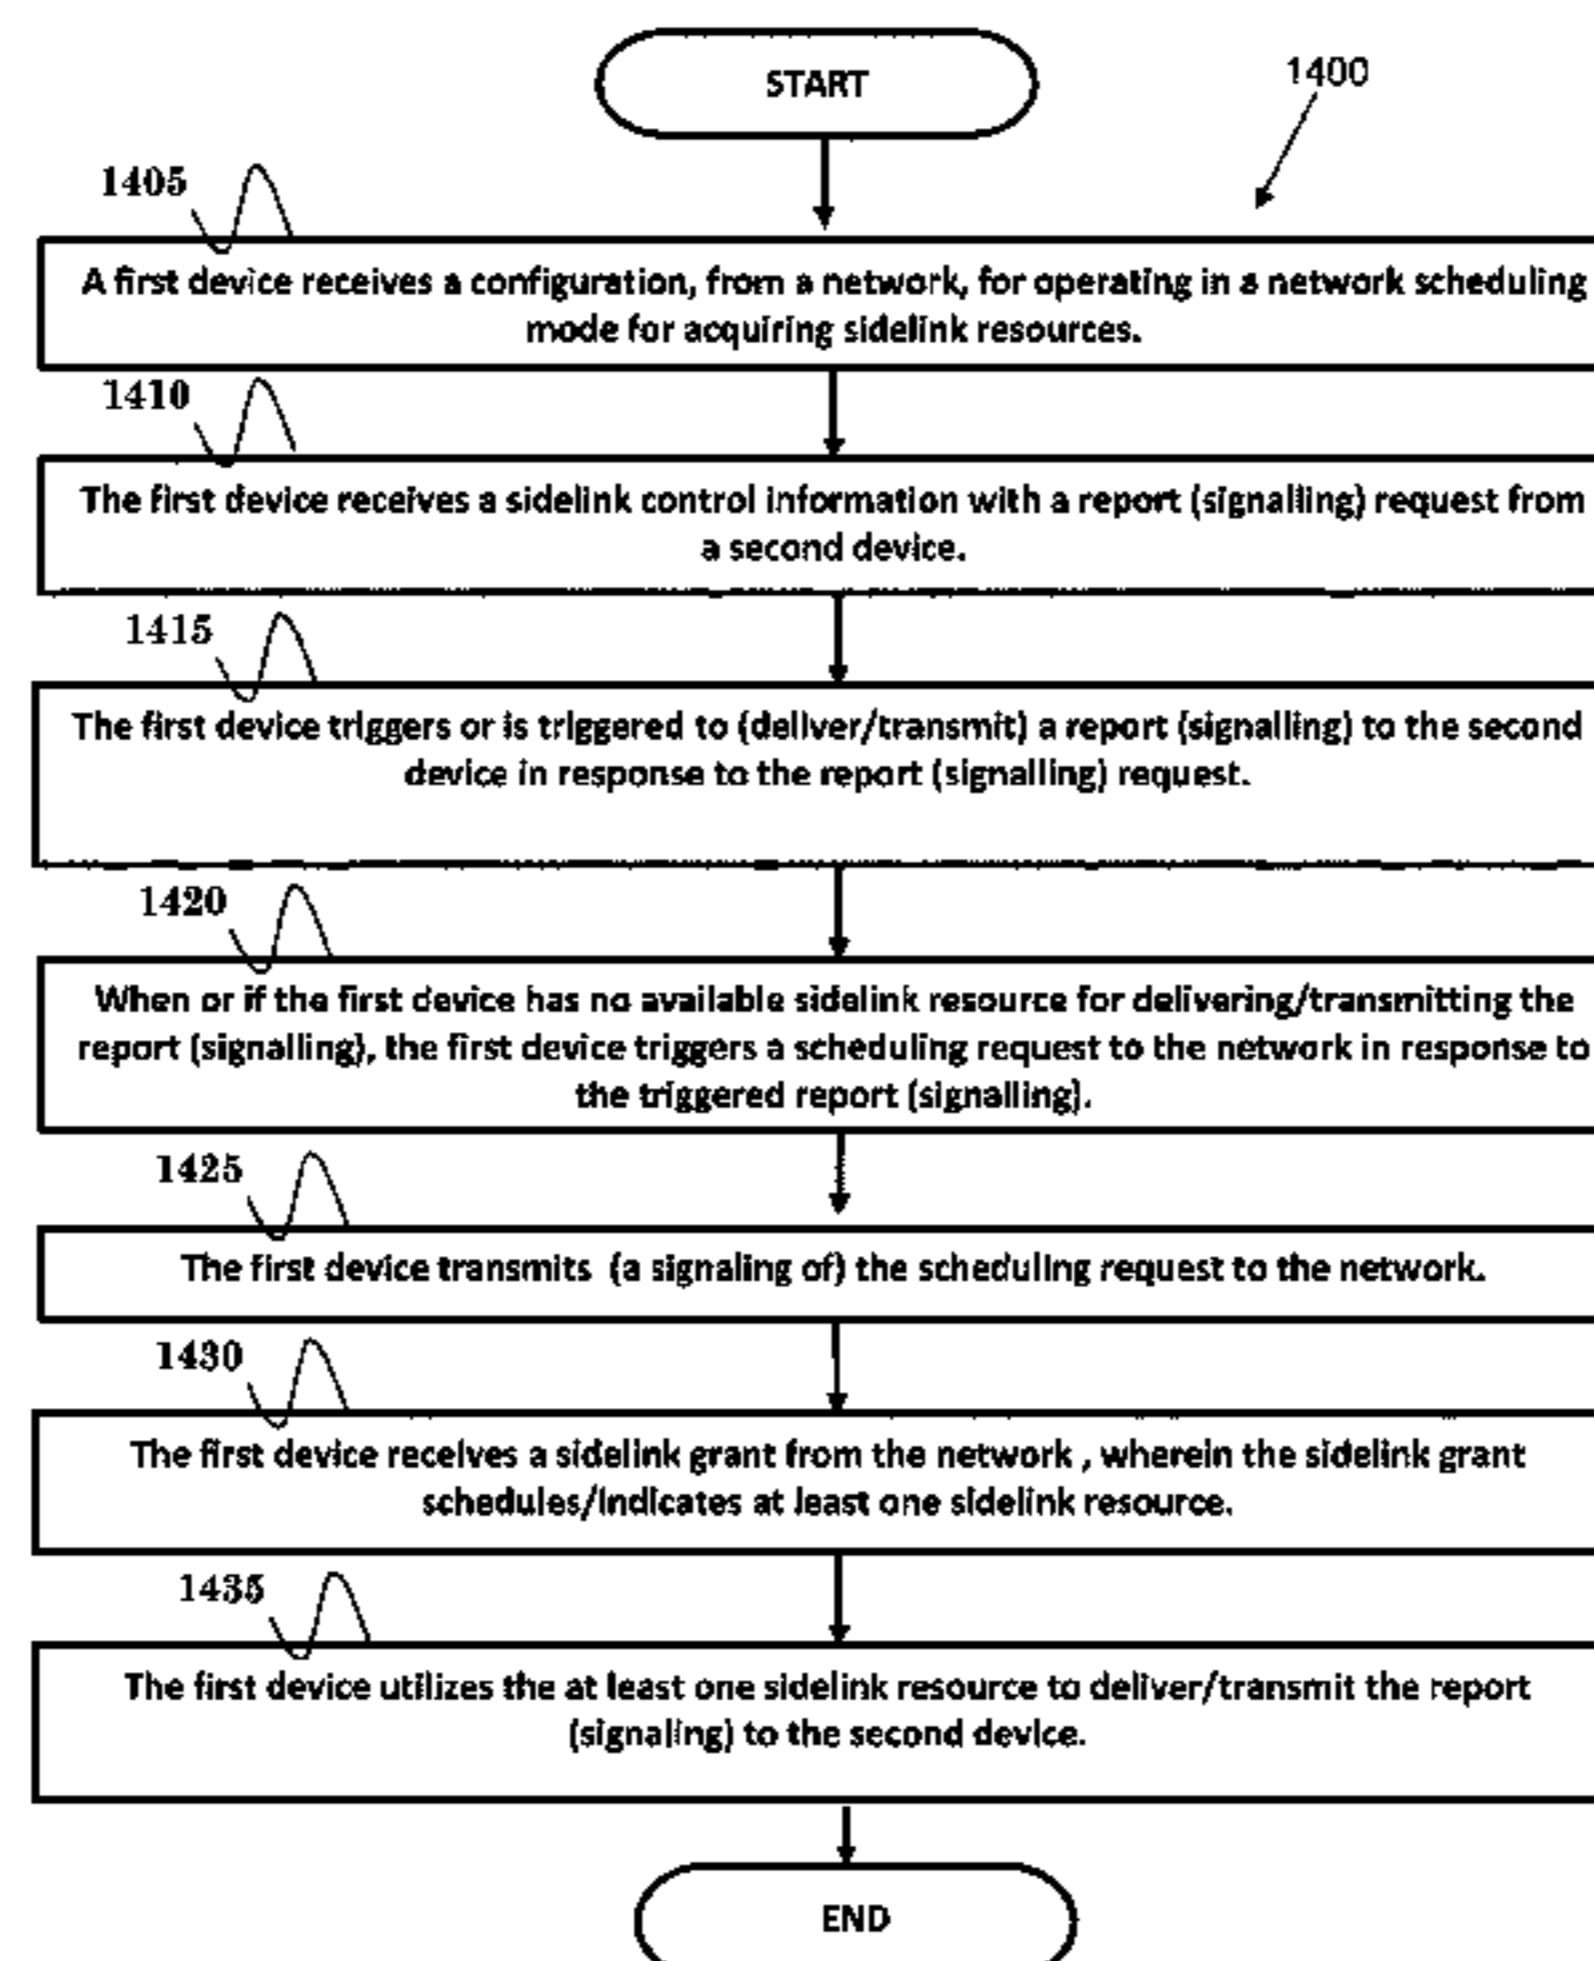 START
1400
1405
A first device receives a configuration, from a network, for operating in a network scheduling
mode for acquiring sidelink resources.
1410
The first device receives a sidelink control information with a report (signalling) request from
a second device.
1415
The first device triggers or is triggered to (deliver/transmit) a report (signalling) to the second
device in response to the report (signalling) request.
1420
When or if the first device has no available sidelink resource for delivering/transmitting the
report (signalling), the first device triggers a scheduling request to the network in response to
the triggered report (signalling).
1425
The first device transmits (a signaling of) the scheduling request to the network.
1430
The first device receives a sidelink grant from the network , wherein the sidelink grant
schedules/indicates at least one sidelink resource.
1435
The first device utilizes the at least one sidelink resource to deliver/transmit the report
(signaling) to the second device.
END